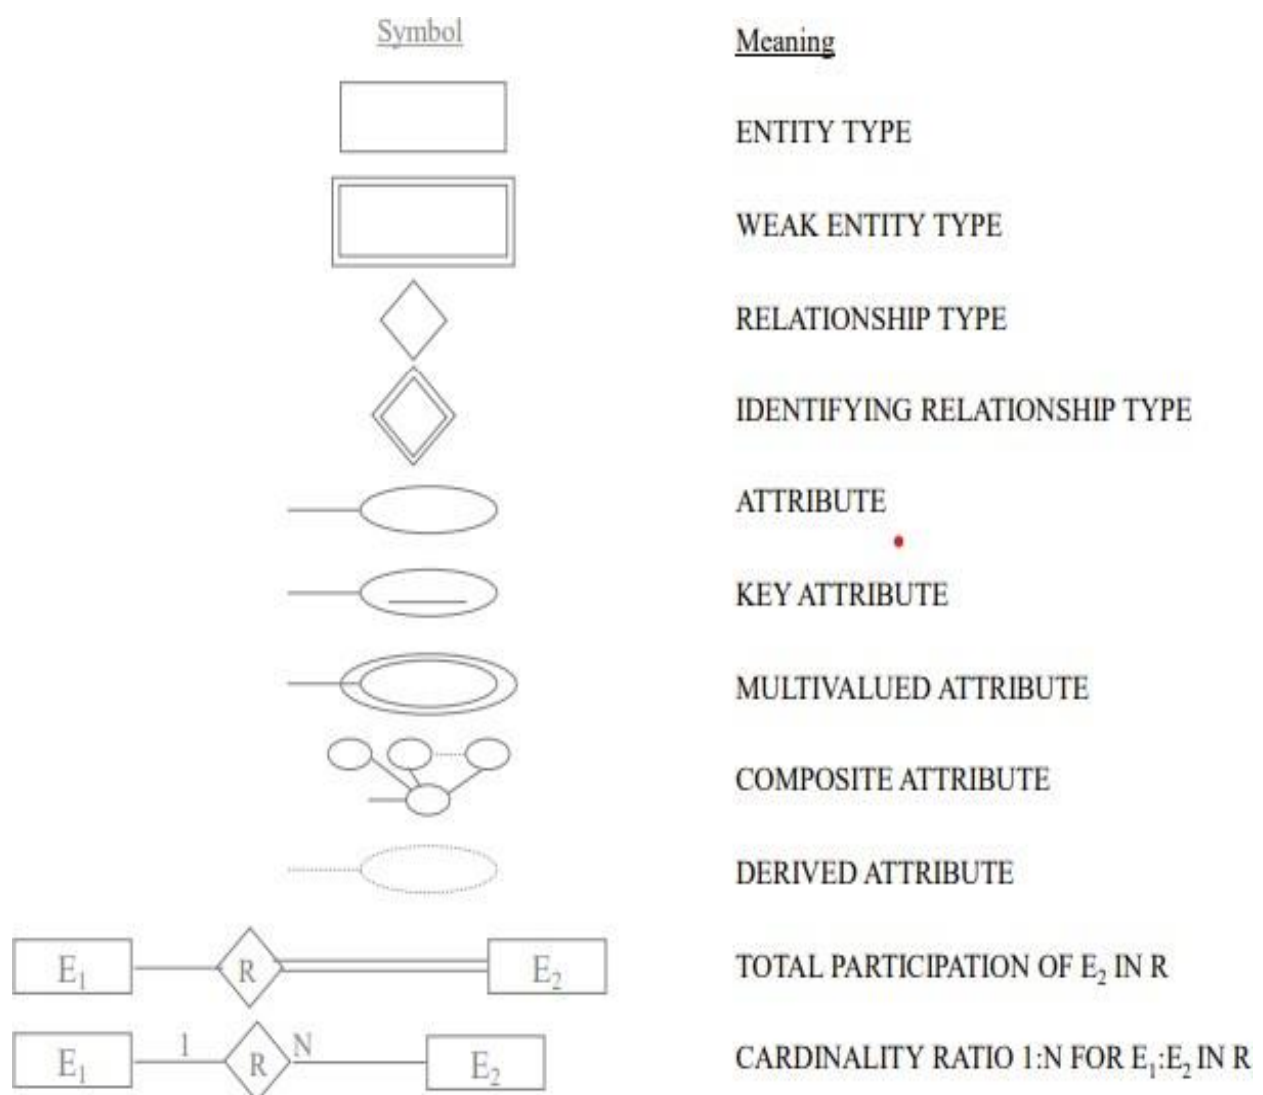 Symbol Meaning
ENTITY TYPE
WEAK ENTITY TYPE
RELATIONSHIP TYPE
IDENTIFYING RELATIONSHIP TYPE
ATTRIBUTE
KEY ATTRIBUTE
MULTIVALUED ATTRIBUTE
COMPOSITE ATTRIBUTE
DERIVED ATTRIBUTE
E₁ R E₂ TOTAL PARTICIPATION OF E₂ IN R
E₁ 1 R N E₂ CARDINALITY RATIO 1:N FOR E₁:E₂ IN R